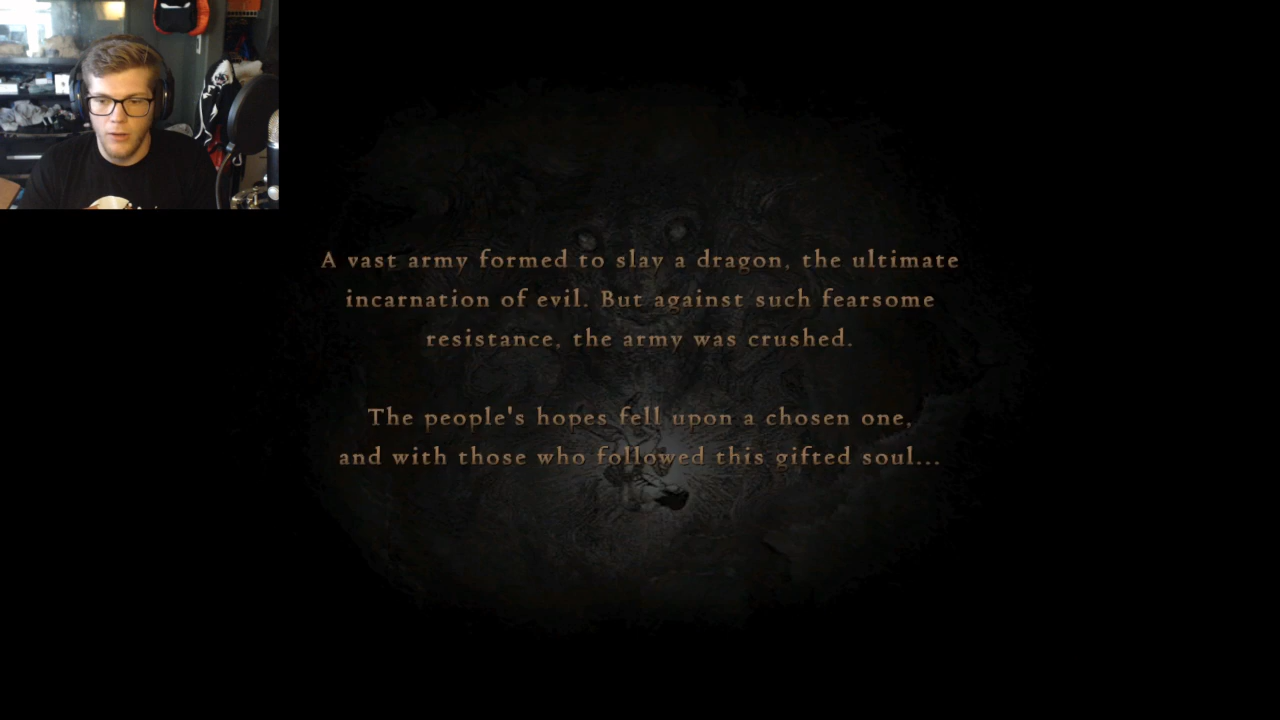 A vast army formed to slay a dragon, the ultimate
incarnation of evil. But against such fearsome
resistance, the army was crushed.
The people's hopes fell upon a chosen one,
and with those who followed this gifted soul...